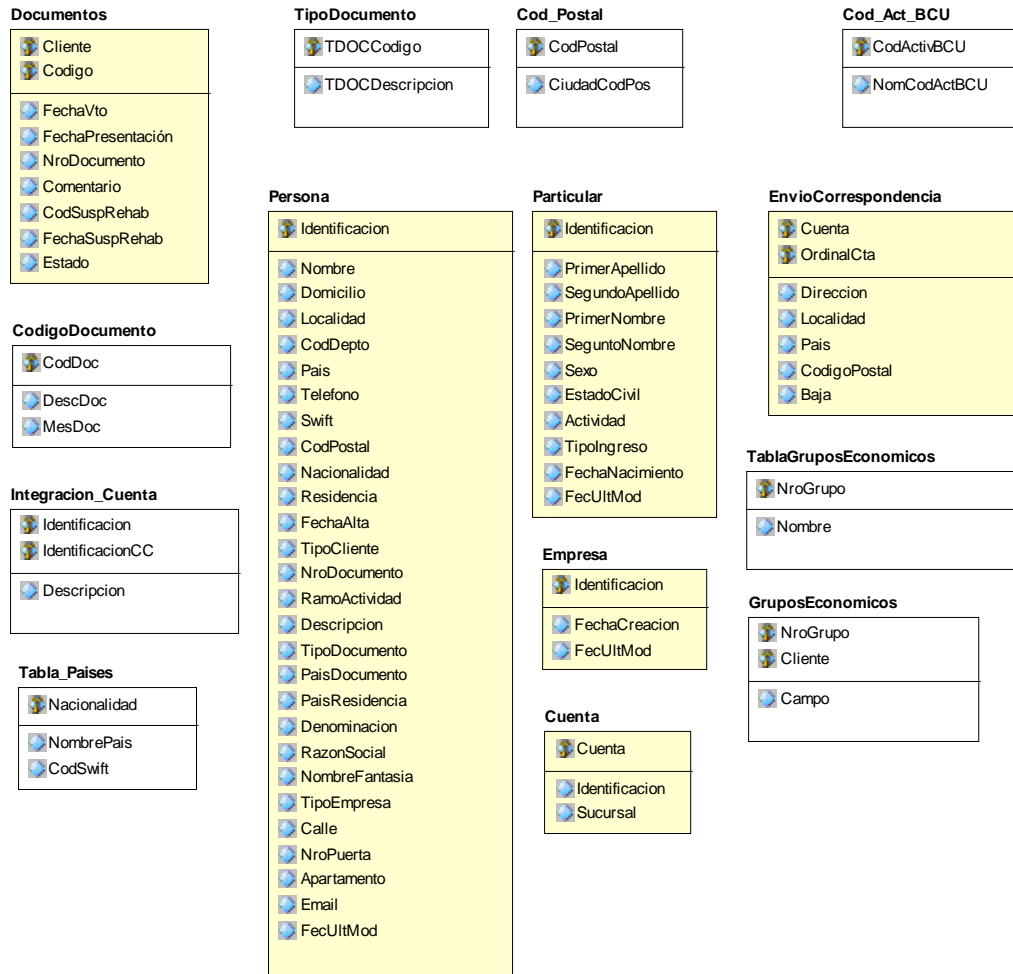 Documentos
Cliente
Codigo
FechaVto
FechaPresentación
NroDocumento
Comentario
CodSuspRehab
FechaSuspRehab
Estado
TipoDocumento
TDOCCodigo
TDOCDescripcion
Cod_Postal
CodPostal
CiudadCodPos
Cod_Act_BCU
CodActivBCU
NomCodActBCU
CodigoDocumento
CodDoc
DescDoc
MesDoc
Integracion_Cuenta
Identificacion
IdentificacionCC
Descripcion
Tabla_Paises
Nacionalidad
NombrePais
CodSwift
Persona
Identificacion
Nombre
Domicilio
Localidad
CodDepto
Pais
Telefono
Swift
CodPostal
Nacionalidad
Residencia
FechaAlta
TipoCliente
NroDocumento
RamoActividad
Descripcion
TipoDocumento
PaisDocumento
PaisResidencia
Denominacion
RazonSocial
NombreFantasia
TipoEmpresa
Calle
NroPuerta
Apartamento
Email
FecUltMod
Particular
Identificacion
PrimerApellido
SegundoApellido
PrimerNombre
SeguntoNombre
Sexo
EstadoCivil
Actividad
TipoIngreso
FechaNacimiento
FecUltMod
Empresa
Identificacion
FechaCreacion
FecUltMod
Cuenta
Cuenta
Identificacion
Sucursal
EnvioCorrespondencia
Cuenta
OrdinalCta
Direccion
Localidad
Pais
CodigoPostal
Baja
TablaGruposEconomicos
NroGrupo
Nombre
GruposEconomicos
NroGrupo
Cliente
Campo